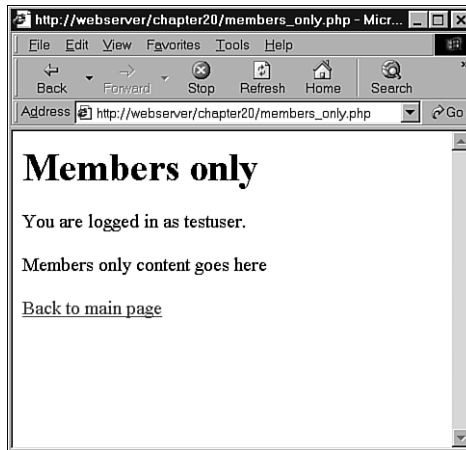 http://webserver/chapter20/members_only.php - Micr...
File Edit View Favorites Tools Help
Back Forward Stop Refresh Home Search »
Address http://webserver/chapter20/members_only.php Go
Members only
You are logged in as testuser.
Members only content goes here
Back to main page